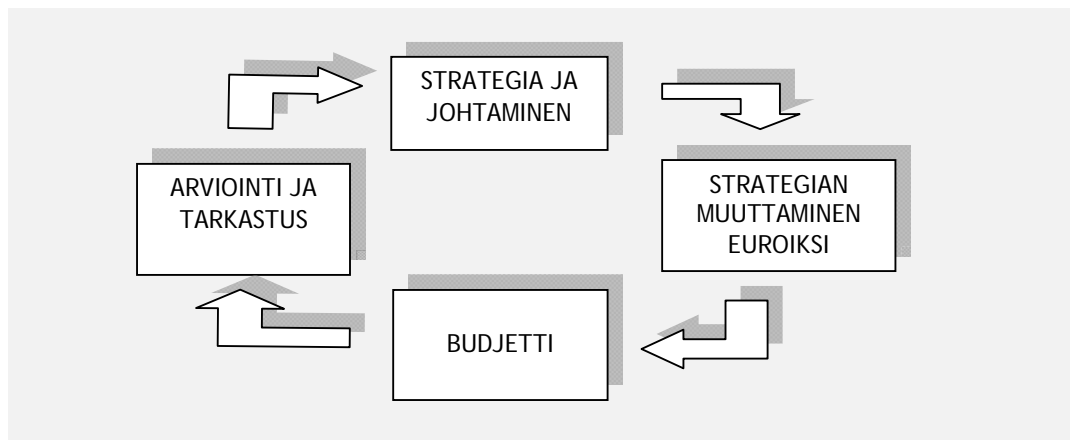 STRATEGIA JA
JOHTAMINEN
STRATEGIAN
MUUTTAMINEN
EUROIKSI
BUDJETTI
ARVIOINTI JA
TARKASTUS